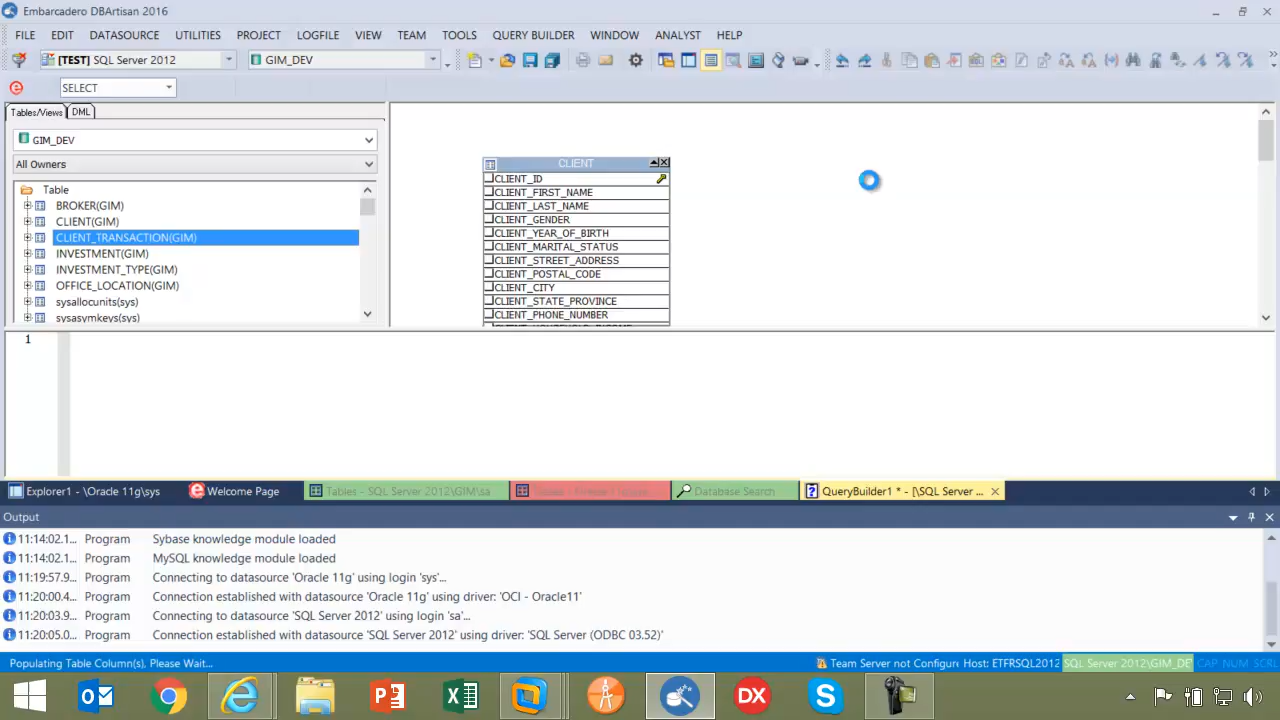 Embarcadero DBArtisan 2016
FILE EDIT DATASOURCE UTILITIES PROJECT LOGFILE VIEW TEAM TOOLS QUERY BUILDER WINDOW ANALYST HELP
[TEST] SQL Server 2012 GIM_DEV
SELECT
Tables/Views DML
GIM_DEV
All Owners
Table
BROKER(GIM)
CLIENT(GIM)
CLIENT_TRANSACTION(GIM)
INVESTMENT(GIM)
INVESTMENT_TYPE(GIM)
OFFICE_LOCATION(GIM)
sysallocunits(sys)
sysasymkeys(sys)
CLIENT
CLIENT_ID
CLIENT_FIRST_NAME
CLIENT_LAST_NAME
CLIENT_GENDER
CLIENT_YEAR_OF_BIRTH
CLIENT_MARITAL_STATUS
CLIENT_STREET_ADDRESS
CLIENT_POSTAL_CODE
CLIENT_CITY
CLIENT_STATE_PROVINCE
CLIENT_PHONE_NUMBER
1
Explorer1 - \Oracle 11g\sys Welcome Page Tables - SQL Server 2012\GIM\sa Database Search QueryBuilder1 * - [\SQL Server ...
Output
11:14:02.1... Program Sybase knowledge module loaded
11:14:02.1... Program MySQL knowledge module loaded
11:19:57.9... Program Connecting to datasource 'Oracle 11g' using login 'sys'...
11:20:00.4... Program Connection established with datasource 'Oracle 11g' using driver: 'OCI - Oracle11'
11:20:03.9... Program Connecting to datasource 'SQL Server 2012' using login 'sa'...
11:20:05.0... Program Connection established with datasource 'SQL Server 2012' using driver: 'SQL Server (ODBC 03.52)'
Populating Table Column(s), Please Wait... Team Server not Configure Host: ETFRSQL2012 SQL Server 2012\GIM_DE CAP NUM SCRL
DX